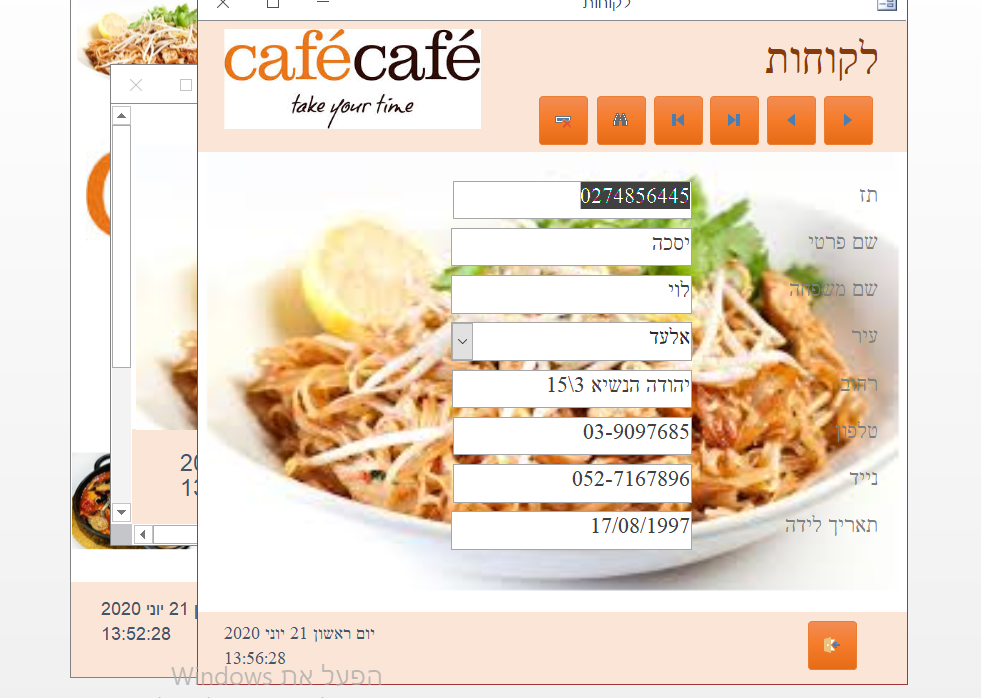 לקוחות
cafécafé
take your time
לקוחות
תז
0274856445
שם פרטי
יסכה
שם משפחה
לוי
עיר
אלעד
רחוב
יהודה הנשיא 3\15
טלפון
03-9097685
נייד
052-7167896
תאריך לידה
17/08/1997
יום ראשון 21 יוני 2020
13:56:28
21 יוני 2020
13:52:28
הפעל את Windows